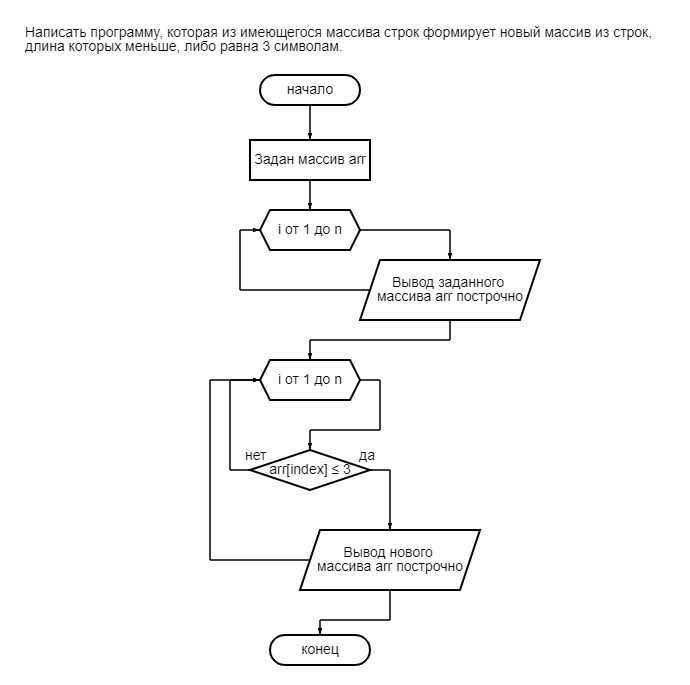 Написать программу, которая из имеющегося массива строк формирует новый массив из строк,
длина которых меньше, либо равна 3 символам.
начало
Задан массив arr
i от 1 до n
Вывод заданного
массива arr построчно
i от 1 до n
нет
да
arr[index] ≤ 3
Вывод нового
массива arr построчно
конец